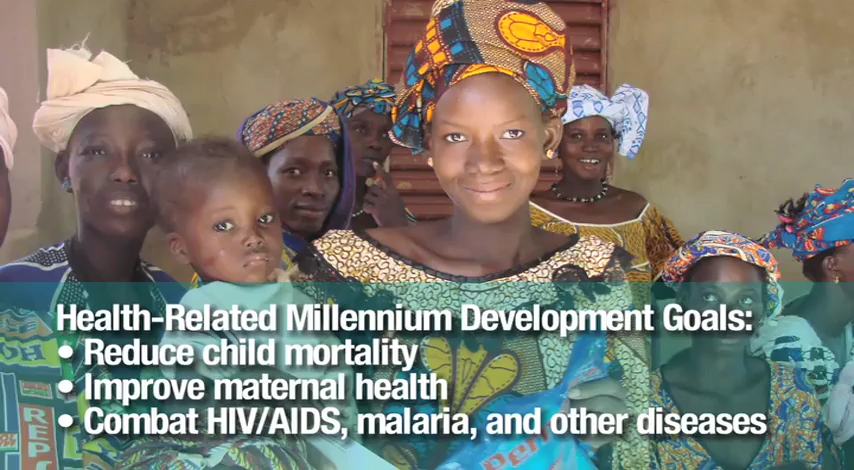 Health-Related Millennium Development Goals:
• Reduce child mortality
• Improve maternal health
• Combat HIV/AIDS, malaria, and other diseases